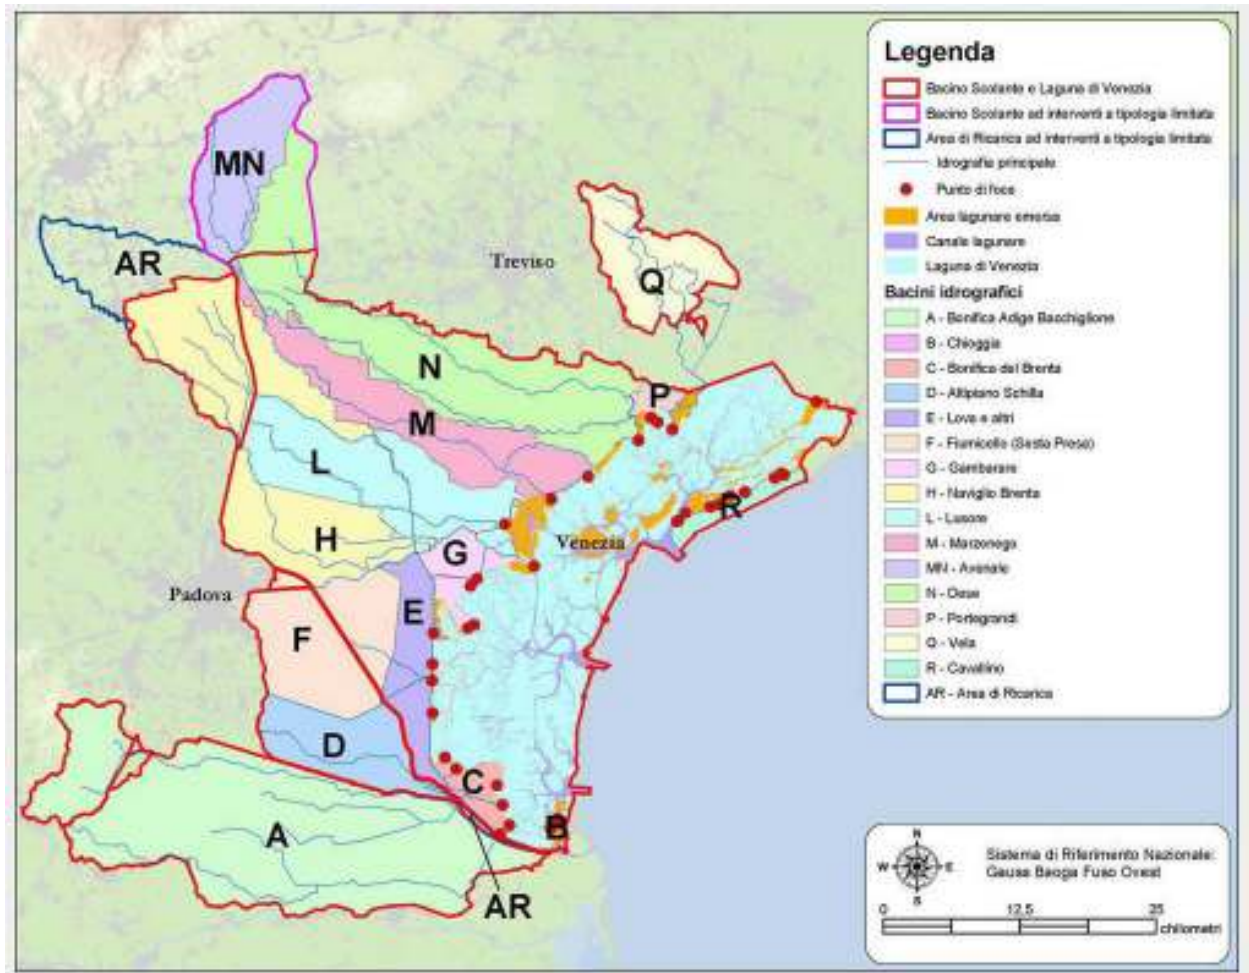 Legenda
Bacino Scolante e Laguna di Venezia
Bacino Scolante ad interventi a tipologia limitata
Area di Ricarica ad interventi a tipologia limitata
Idrografia principale
Punto di foce
Area lagunare emersa
Canale lagunare
Laguna di Venezia
Bacini idrografici
A - Bonifica Adige Bacchiglione
B - Chioggia
C - Bonifica del Brenta
D - Altipiano Schilla
E - Lova e altri
F - Fiumicello (Sesta Presa)
G - Gambarare
H - Naviglio Brenta
L - Lusore
M - Marzenego
MN - Avenale
N - Dese
P - Portegrandi
Q - Vela
R - Cavallino
AR - Area di Ricarica
MN
AR
Treviso
Q
N
P
M
L
R
H
Venezia
G
Padova
E
F
D
C
B
A
AR
N
W E
S
Sistema di Riferimento Nazionale:
Gauss Baoga Fuso Ovest
0 12,5 25
chilometri